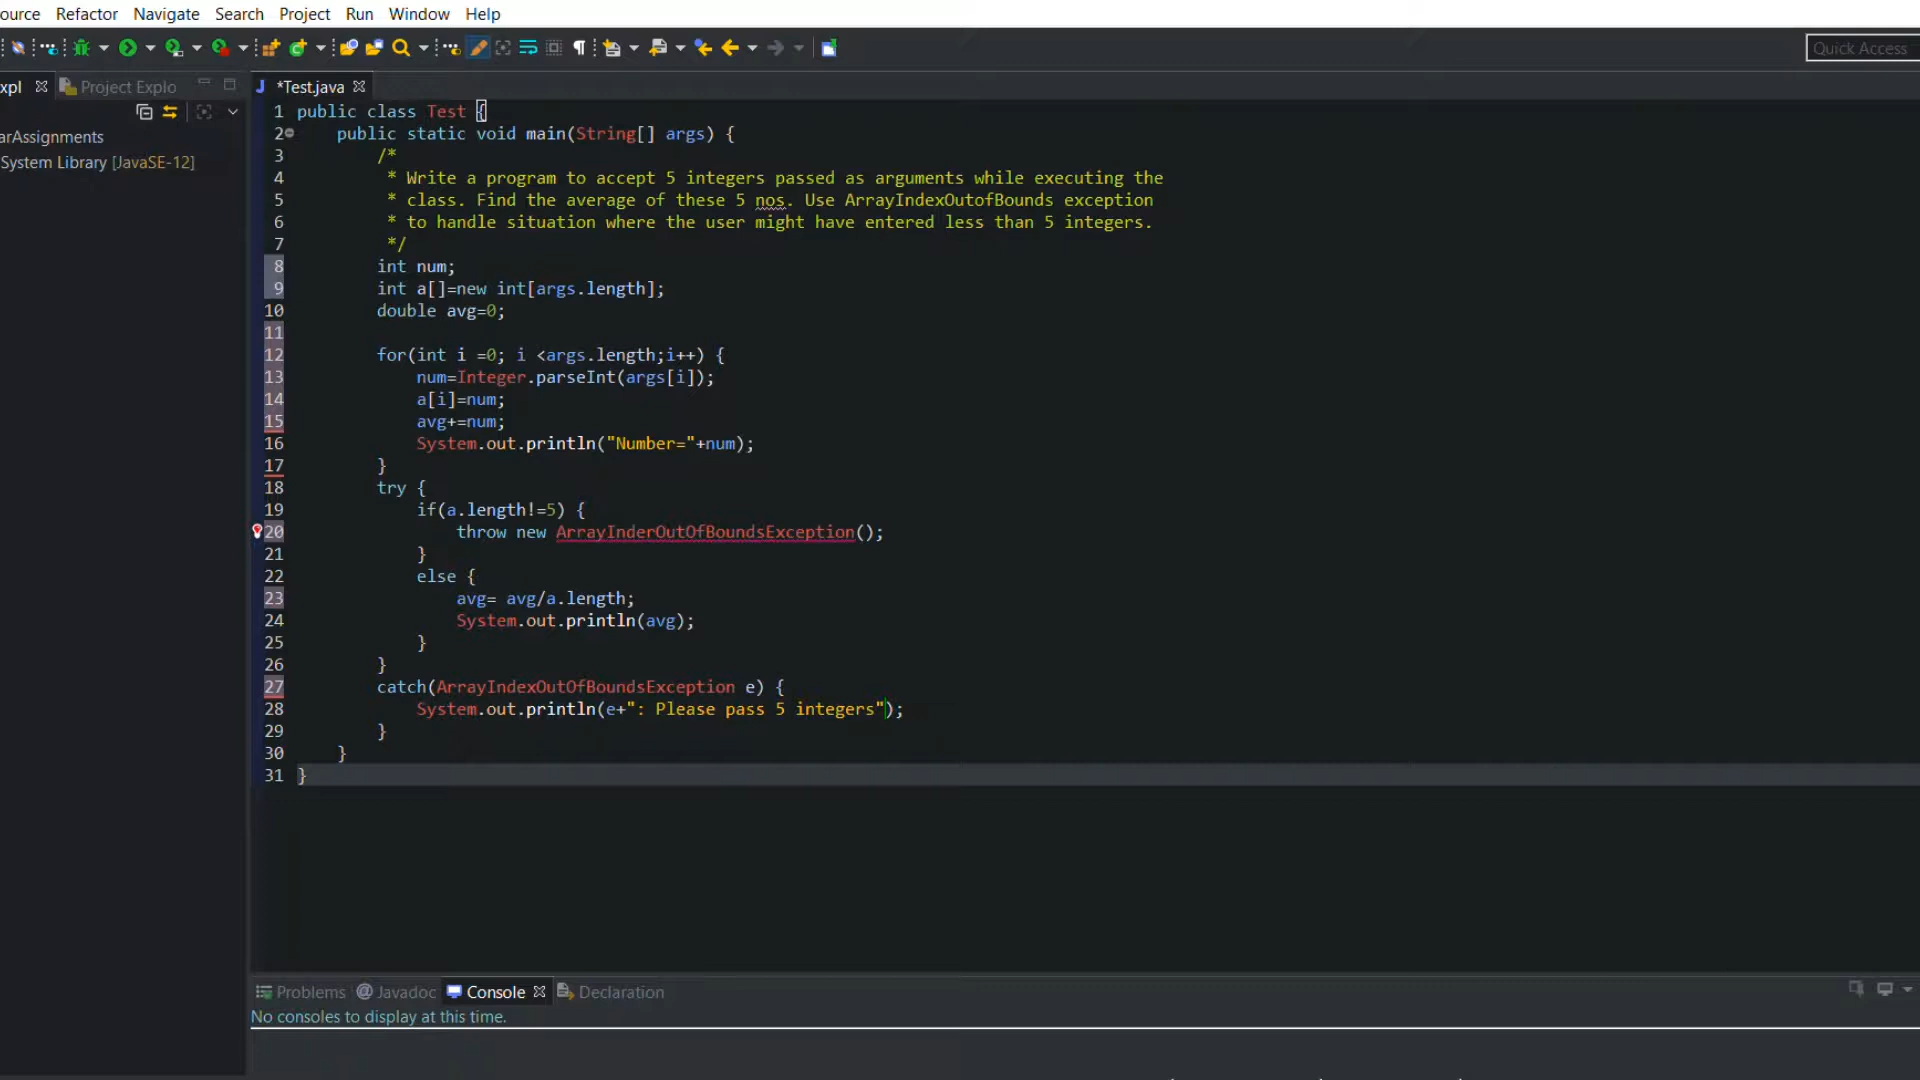 ource Refactor Navigate Search Project Run Window Help
Quick Access
xpl Project Explo
*Test.java
arAssignments
System Library [JavaSE-12]
1 public class Test {
2 public static void main(String[] args) {
3 /*
4 * Write a program to accept 5 integers passed as arguments while executing the
5 * class. Find the average of these 5 nos. Use ArrayIndexOutofBounds exception
6 * to handle situation where the user might have entered less than 5 integers.
7 */
8 int num;
9 int a[]=new int[args.length];
10 double avg=0;
11
12 for(int i =0; i <args.length;i++) {
13 num=Integer.parseInt(args[i]);
14 a[i]=num;
15 avg+=num;
16 System.out.println("Number="+num);
17 }
18 try {
19 if(a.length!=5) {
20 throw new ArrayInderOutOfBoundsException();
21 }
22 else {
23 avg= avg/a.length;
24 System.out.println(avg);
25 }
26 }
27 catch(ArrayIndexOutOfBoundsException e) {
28 System.out.println(e+": Please pass 5 integers");
29 }
30 }
31 }
Problems @ Javadoc Console Declaration
No consoles to display at this time.